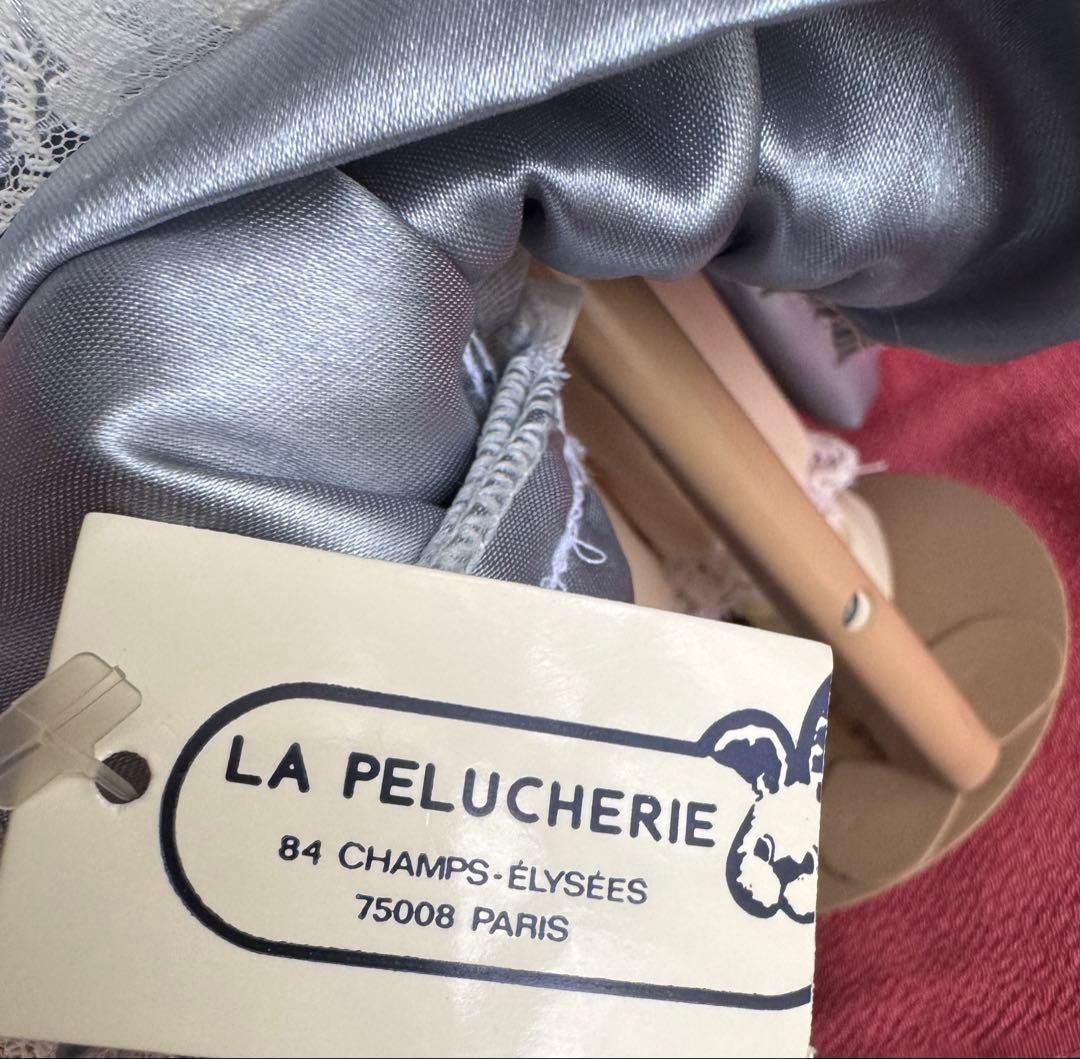 LA PELUCHERIE
84 CHAMPS-ÉLYSÉES
75008 PARIS